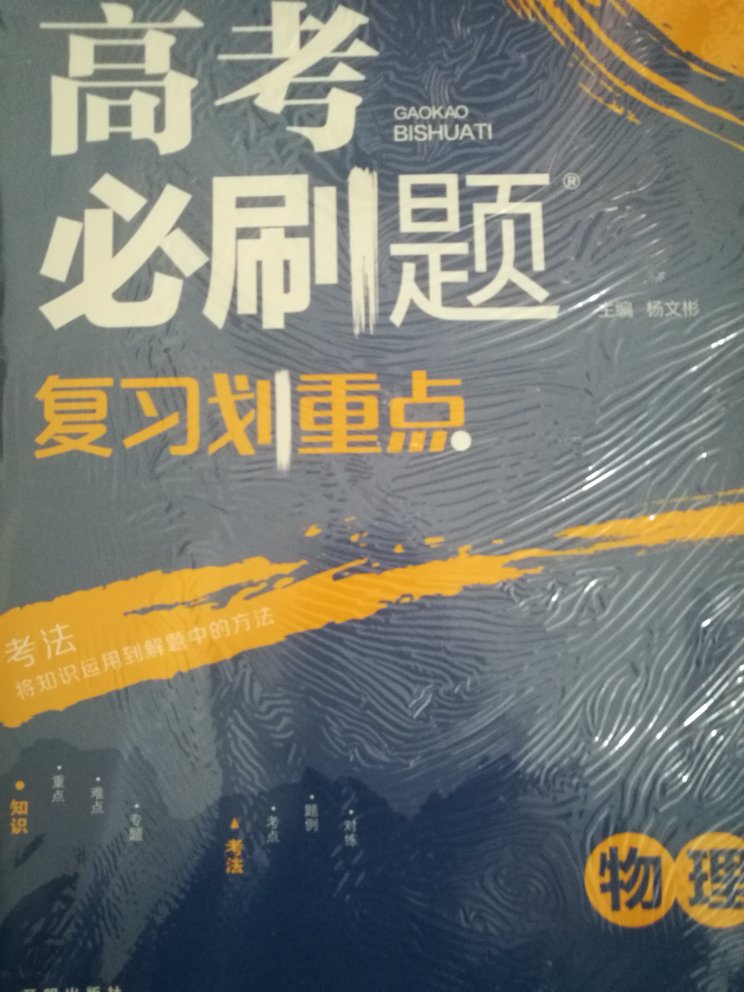 高考
GAOKAO
BISHUATI
必刷题®
主编 杨文彬
复习划重点
考法
将知识运用到解题中的方法
知识
·重点
·难点
·专题
考法
·考点
·题例
·对练
物理